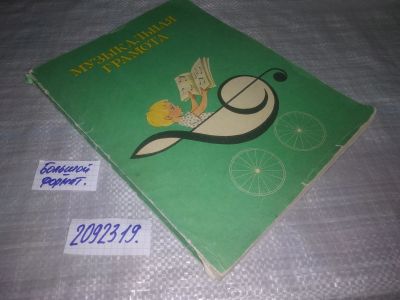 МУЗЫКАЛЬНАЯ
ГРАМОТА
БОЛЬШОЙ
ФОРМАТ.
2092319.